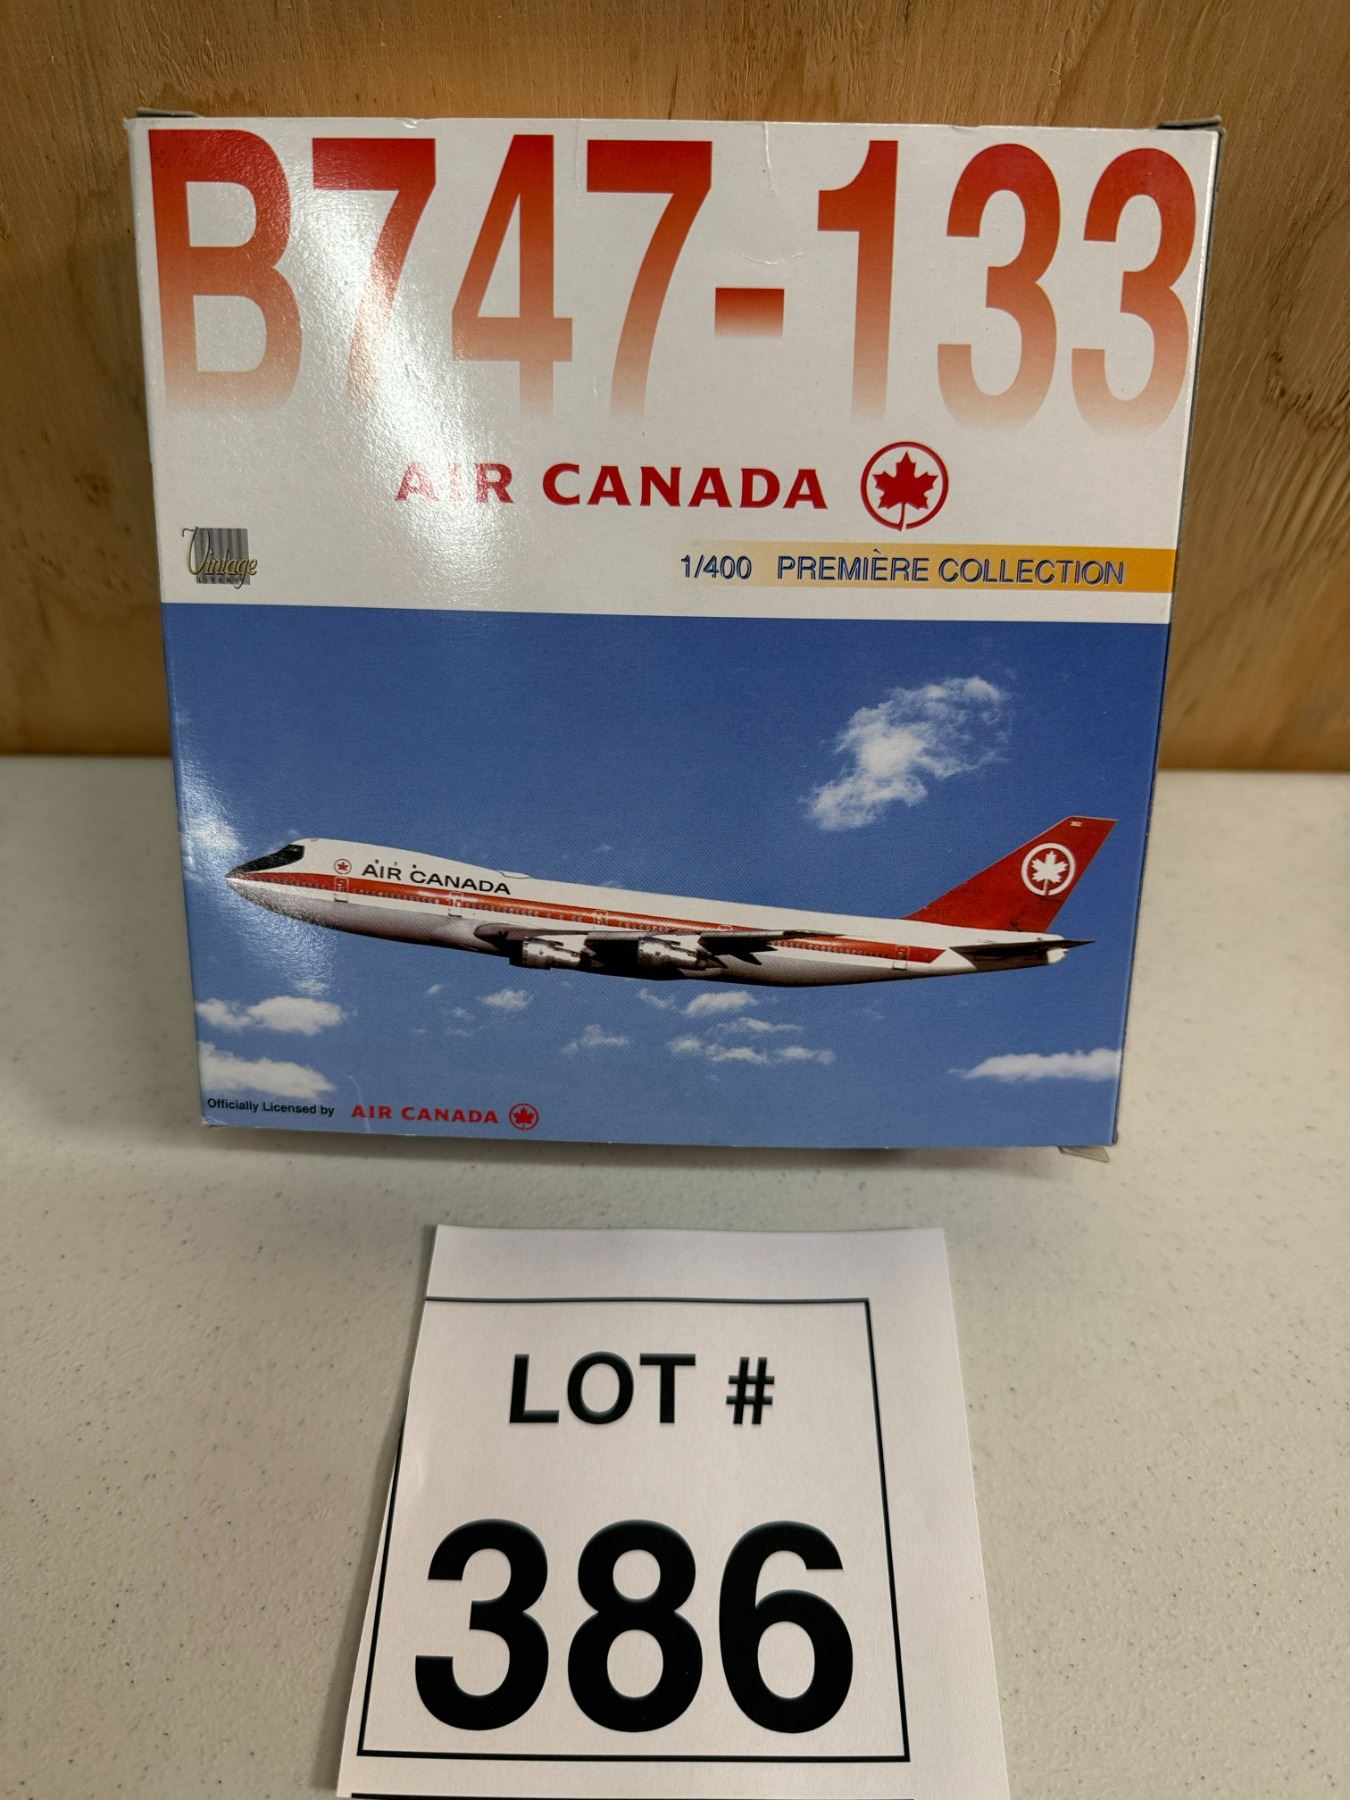 B747-133
AIR CANADA
Vintage
1/400 PREMIÈRE COLLECTION
AIR CANADA
Officially Licensed by AIR CANADA
LOT #
386